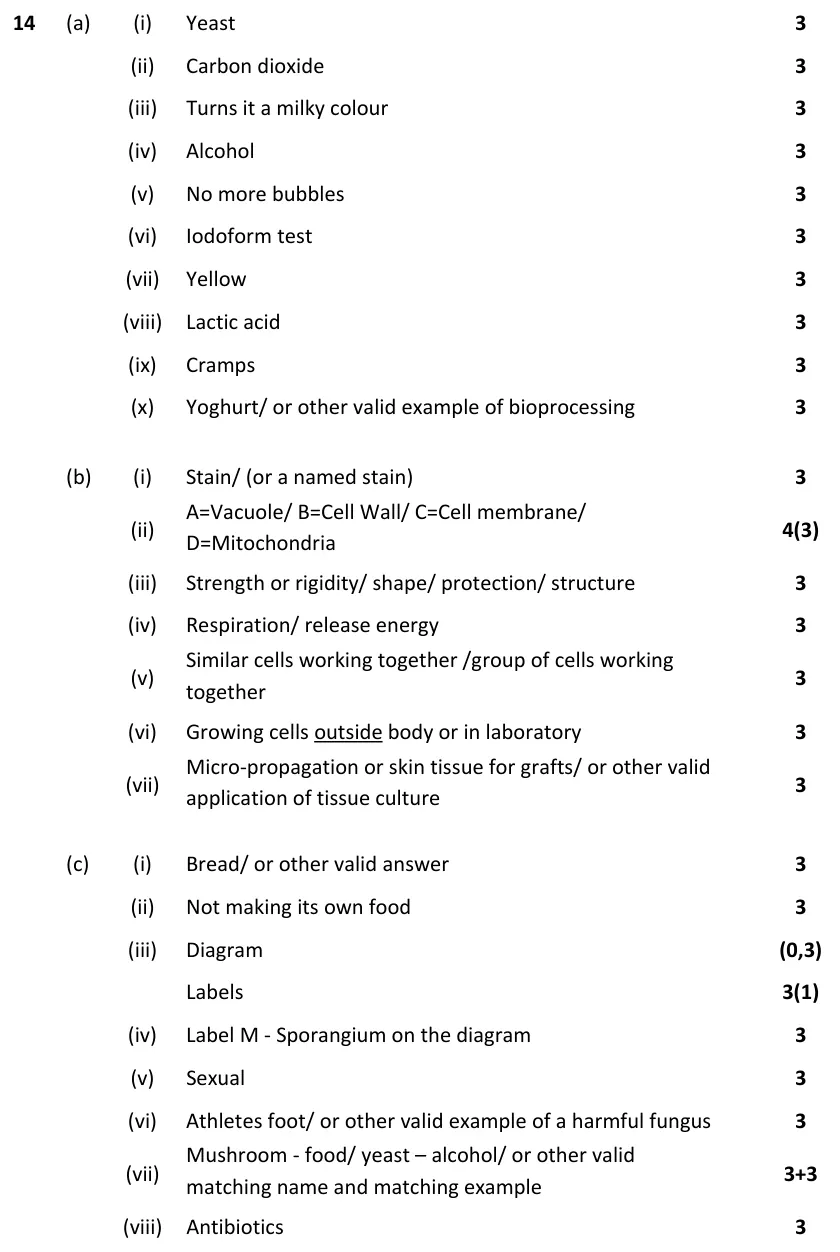 14 (a) (i) Yeast 3
(ii) Carbon dioxide 3
(iii) Turns it a milky colour 3
(iv) Alcohol 3
(v) No more bubbles 3
(vi) Iodoform test 3
(vii) Yellow 3
(viii) Lactic acid 3
(ix) Cramps 3
(x) Yoghurt/ or other valid example of bioprocessing 3
(b) (i) Stain/ (or a named stain) 3
A=Vacuole/ B=Cell Wall/ C=Cell membrane/
(ii) 4(3)
D=Mitochondria
(iii) Strength or rigidity/ shape/ protection/ structure 3
(iv) Respiration/ release energy 3
Similar cells working together /group of cells working
(v) 3
together
(vi) Growing cells outside body or in laboratory 3
Micro-propagation or skin tissue for grafts/ or other valid
(vii) 3
application of tissue culture
(c) (i) Bread/ or other valid answer 3
(ii) Not making its own food 3
(iii) Diagram (0,3)
Labels 3(1)
(iv) Label M - Sporangium on the diagram 3
(v) Sexual 3
(vi) Athletes foot/ or other valid example of a harmful fungus 3
Mushroom - food/ yeast – alcohol/ or other valid
(vii) 3+3
matching name and matching example
(viii) Antibiotics 3